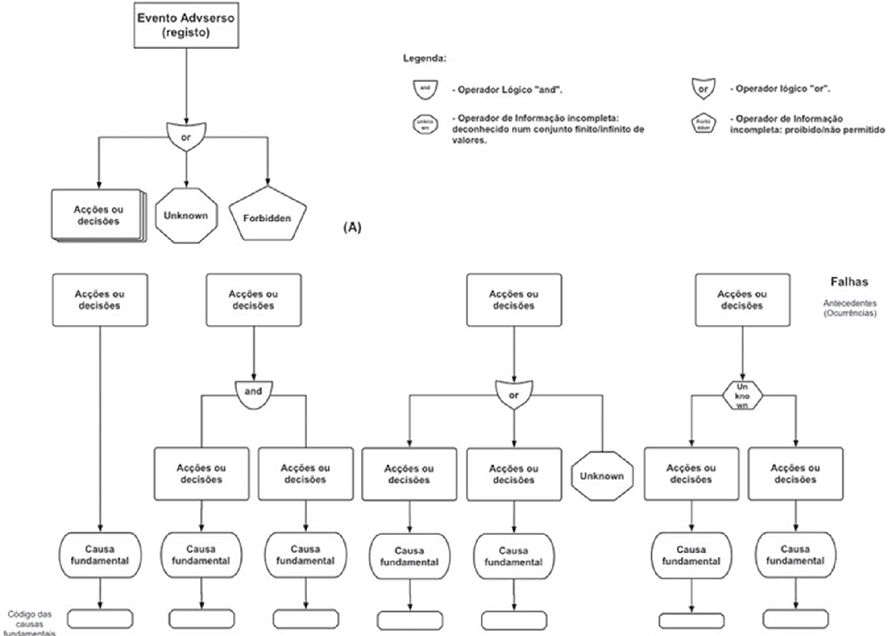 Evento Advserso
(registo)
or
Acções ou
decisões
Unknown
Forbidden
(A)
Legenda:
and
- Operador Lógico "and".
or
- Operador lógico "or".
unkno
wn
- Operador de Informação incompleta:
deconhecido num conjunto finito/infinito de
valores.
Forbi
dden
- Operador de Informação
incompleta: proibido/não permitido
Acções ou
decisões
Acções ou
decisões
Acções ou
decisões
Acções ou
decisões
Falhas
Antecedentes
(Ocurrências)
and
or
Un
kno
wn
Acções ou
decisões
Acções ou
decisões
Acções ou
decisões
Acções ou
decisões
Unknown
Acções ou
decisões
Acções ou
decisões
Causa
fundamental
Causa
fundamental
Causa
fundamental
Causa
fundamental
Causa
fundamental
Causa
fundamental
Causa
fundamental
Código das
causas
fundamentais